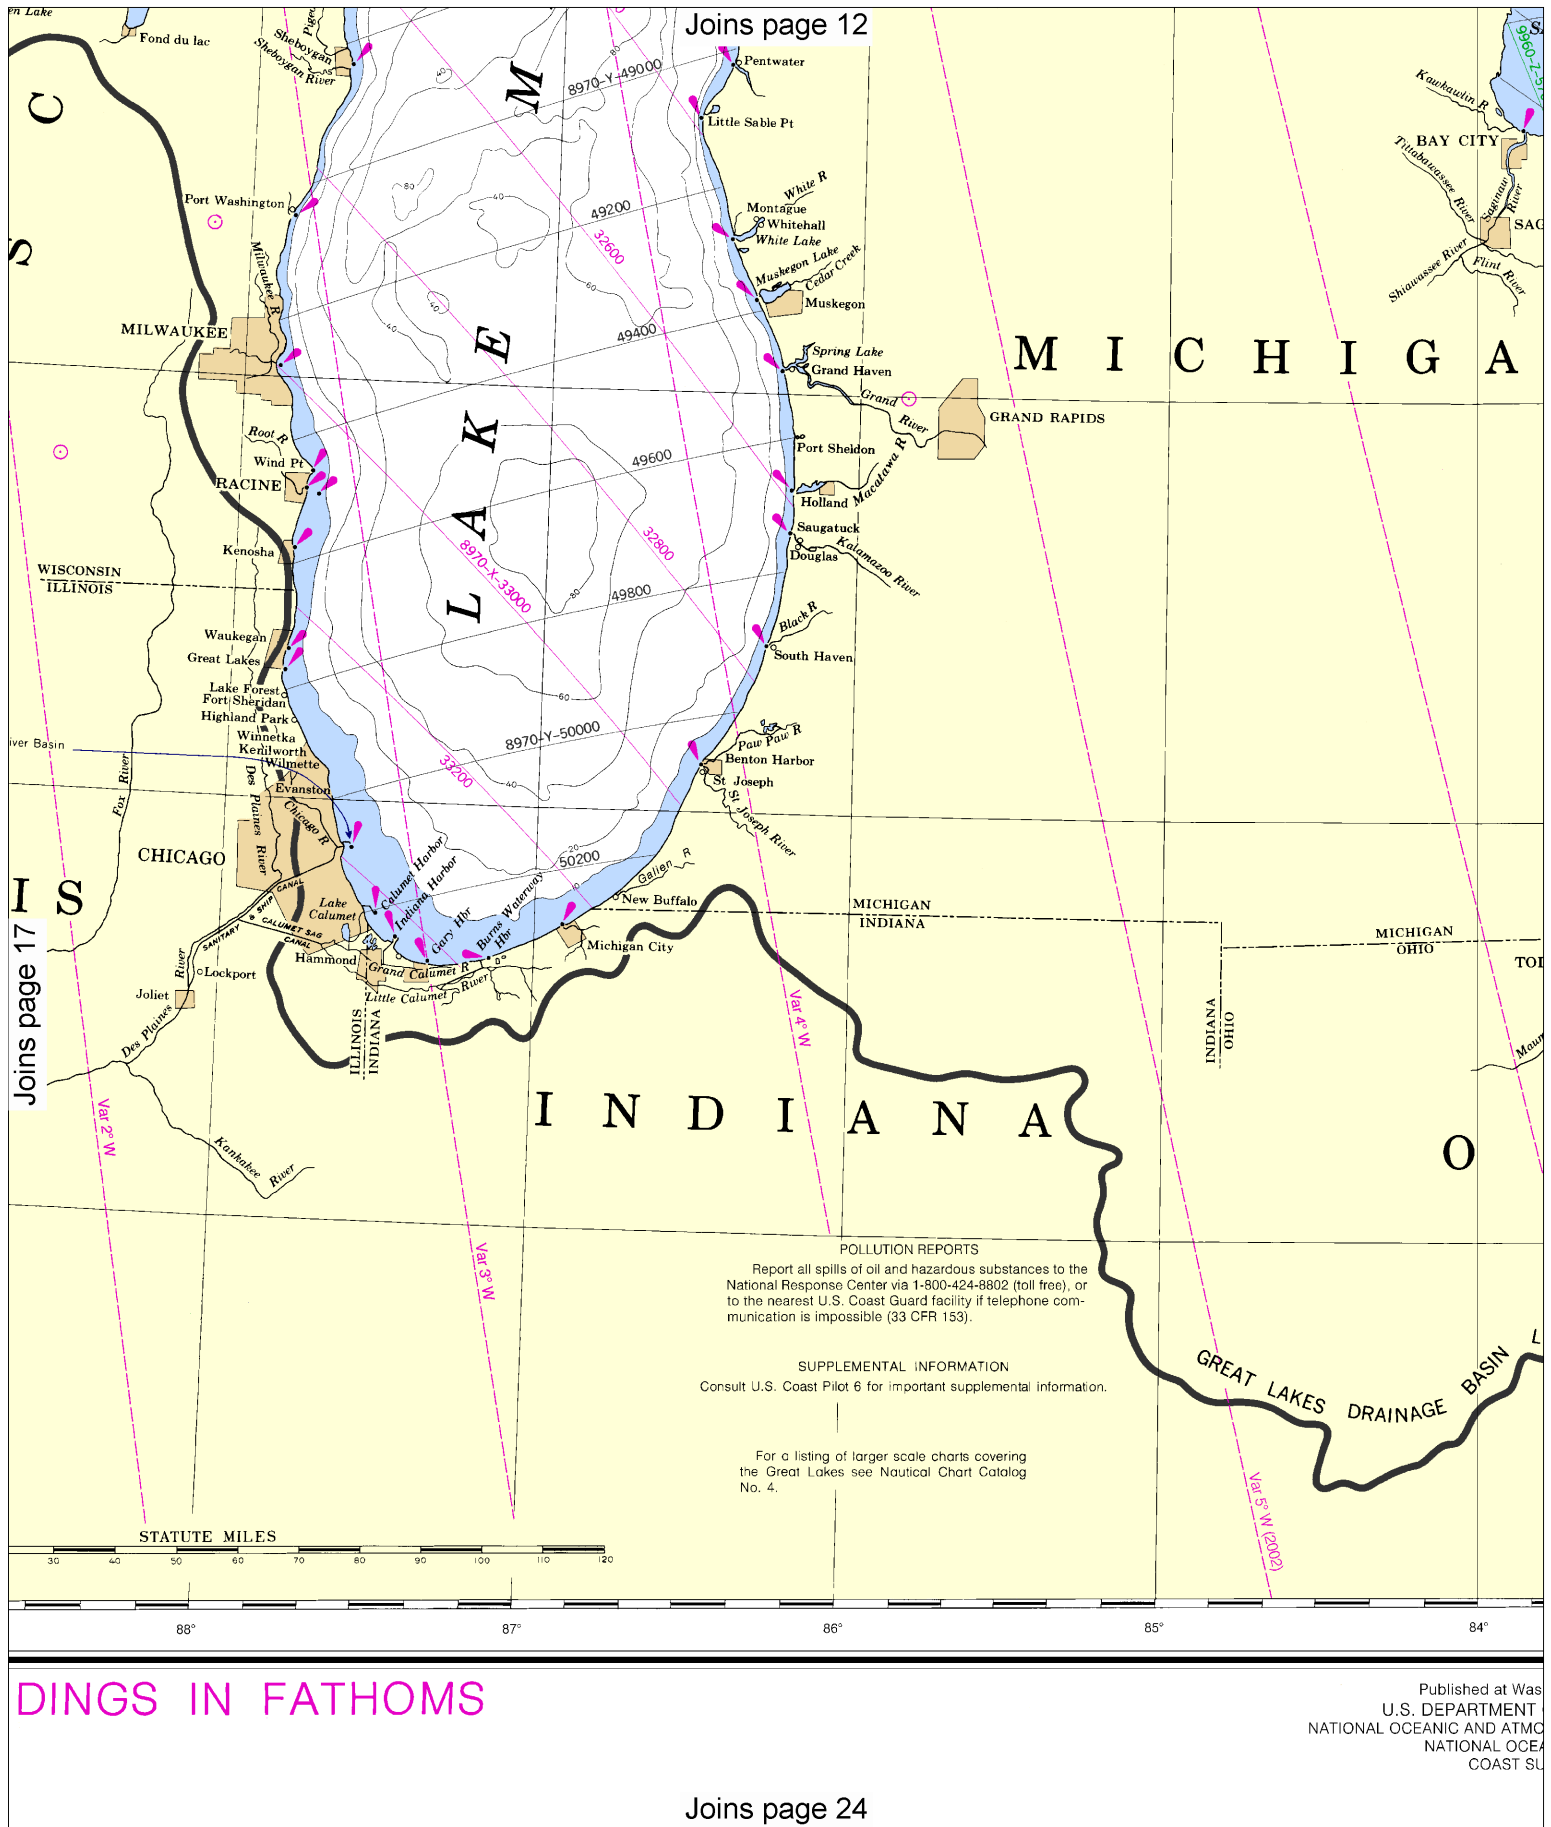 Joins page 12
en Lake
Fond du lac
Sheboygan
Sheboygan River
8970-Y-49000
Pentwater
Little Sable Pt
Kawkawlin R
BAY CITY
Tittabawassee River
Saginaw River
SAG
Shiawassee River
Flint River
M
C
S
Port Washington
49200
32600
White R
Montague
Whitehall
White Lake
Muskegon Lake
Cedar Creek
Muskegon
Milwaukee R
MILWAUKEE
49400
LAKE
Spring Lake
Grand Haven
Grand River
GRAND RAPIDS
MICHIGA
Root R
Wind Pt
RACINE
49600
Port Sheldon
Macatawa R
Holland
Kenosha
8970-X-33000
32800
Saugatuck
Douglas
Kalamazoo River
WISCONSIN
ILLINOIS
49800
Waukegan
Great Lakes
Black R
South Haven
Lake Forest
Fort Sheridan
Highland Park
Winnetka
Kenilworth
Wilmette
Evanston
iver Basin
Fox River
Des Plaines River
Chicago R
8970-Y-50000
33200
Paw Paw R
Benton Harbor
St Joseph
St Joseph River
CHICAGO
IS
50200
Calumet Harbor
Indiana Harbor
Gary Hbr
Burns Waterway Hbr
Galien R
New Buffalo
Michigan City
MICHIGAN
INDIANA
MICHIGAN
OHIO
TOL
Lake
Calumet
SANITARY & SHIP CANAL
CALUMET SAG CANAL
Hammond
Grand Calumet R
Little Calumet River
River
Lockport
Joliet
Des Plaines
ILLINOIS
INDIANA
INDIANA
OHIO
Joins page 17
Var 2° W
Var 3° W
Var 4° W
Kankakee River
INDIANA
O
POLLUTION REPORTS
Report all spills of oil and hazardous substances to the
National Response Center via 1-800-424-8802 (toll free), or
to the nearest U.S. Coast Guard facility if telephone com-
munication is impossible (33 CFR 153).
SUPPLEMENTAL INFORMATION
Consult U.S. Coast Pilot 6 for important supplemental information.
For a listing of larger scale charts covering
the Great Lakes see Nautical Chart Catalog
No. 4.
GREAT LAKES DRAINAGE BASIN
Var 5° W (2002)
STATUTE MILES
30 40 50 60 70 80 90 100 110 120
88° 87° 86° 85° 84°
DINGS IN FATHOMS
Published at Was
U.S. DEPARTMENT
NATIONAL OCEANIC AND ATMO
NATIONAL OCEA
COAST SU
Joins page 24